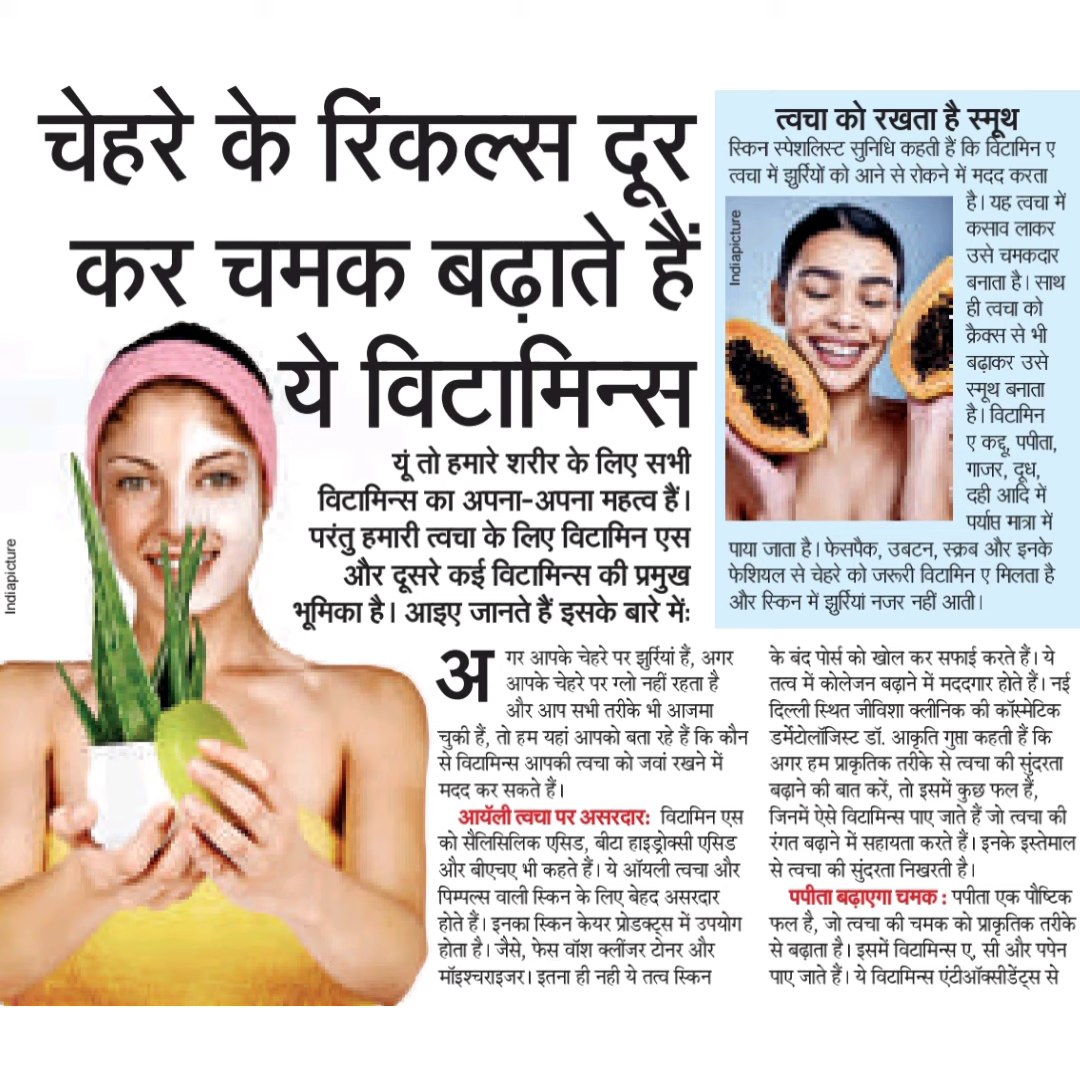 चेहरे के रिंकल्स दूर
कर चमक बढ़ाते हैं
ये विटामिन्स
यूं तो हमारे शरीर के लिए सभी
विटामिन्स का अपना-अपना महत्व हैं।
परंतु हमारी त्वचा के लिए विटामिन एस
और दूसरे कई विटामिन्स की प्रमुख
भूमिका है। आइए जानते हैं इसके बारे में:
Indiapicture
त्वचा को रखता है स्मूथ
स्किन स्पेशलिस्ट सुनिधि कहती हैं कि विटामिन ए
त्वचा में झुर्रियों को आने से रोकने में मदद करता
है। यह त्वचा में
कसाव लाकर
उसे चमकदार
बनाता है। साथ
ही त्वचा को
क्रैक्स से भी
बढ़ाकर उसे
स्मूथ बनाता
है। विटामिन
ए कद्दू, पपीता,
गाजर, दूध,
दही आदि में
पर्याप्त मात्रा में
पाया जाता है। फेसपैक, उबटन, स्क्रब और इनके
फेशियल से चेहरे को जरूरी विटामिन ए मिलता है
और स्किन में झुर्रियां नजर नहीं आती।
Indiapicture
अगर आपके चेहरे पर झुर्रियां हैं, अगर
आपके चेहरे पर ग्लो नहीं रहता है
और आप सभी तरीके भी आजमा
चुकी हैं, तो हम यहां आपको बता रहे हैं कि कौन
से विटामिन्स आपकी त्वचा को जवां रखने में
मदद कर सकते हैं।
आयॅली त्वचा पर असरदार: विटामिन एस
को सैलिसिलिक एसिड, बीटा हाइड्रोक्सी एसिड
और बीएचए भी कहते हैं। ये ऑयली त्वचा और
पिम्पल्स वाली स्किन के लिए बेहद असरदार
होते हैं। इनका स्किन केयर प्रोडक्ट्स में उपयोग
होता है। जैसे, फेस वॉश क्लींजर टोनर और
मॉइश्चराइजर। इतना ही नही ये तत्व स्किन
के बंद पोर्स को खोल कर सफाई करते हैं। ये
तत्व में कोलेजन बढ़ाने में मददगार होते हैं। नई
दिल्ली स्थित जीविशा क्लीनिक की कॉस्मेटिक
डर्मेटोलॉजिस्ट डॉ. आकृति गुप्ता कहती हैं कि
अगर हम प्राकृतिक तरीके से त्वचा की सुंदरता
बढ़ाने की बात करें, तो इसमें कुछ फल हैं,
जिनमें ऐसे विटामिन्स पाए जाते हैं जो त्वचा की
रंगत बढ़ाने में सहायता करते हैं। इनके इस्तेमाल
से त्वचा की सुंदरता निखरती है।
पपीता बढ़ाएगा चमक : पपीता एक पौष्टिक
फल है, जो त्वचा की चमक को प्राकृतिक तरीके
से बढ़ाता है। इसमें विटामिन्स ए, सी और पपेन
पाए जाते हैं। ये विटामिन्स एंटीऑक्सीडेंट्स से